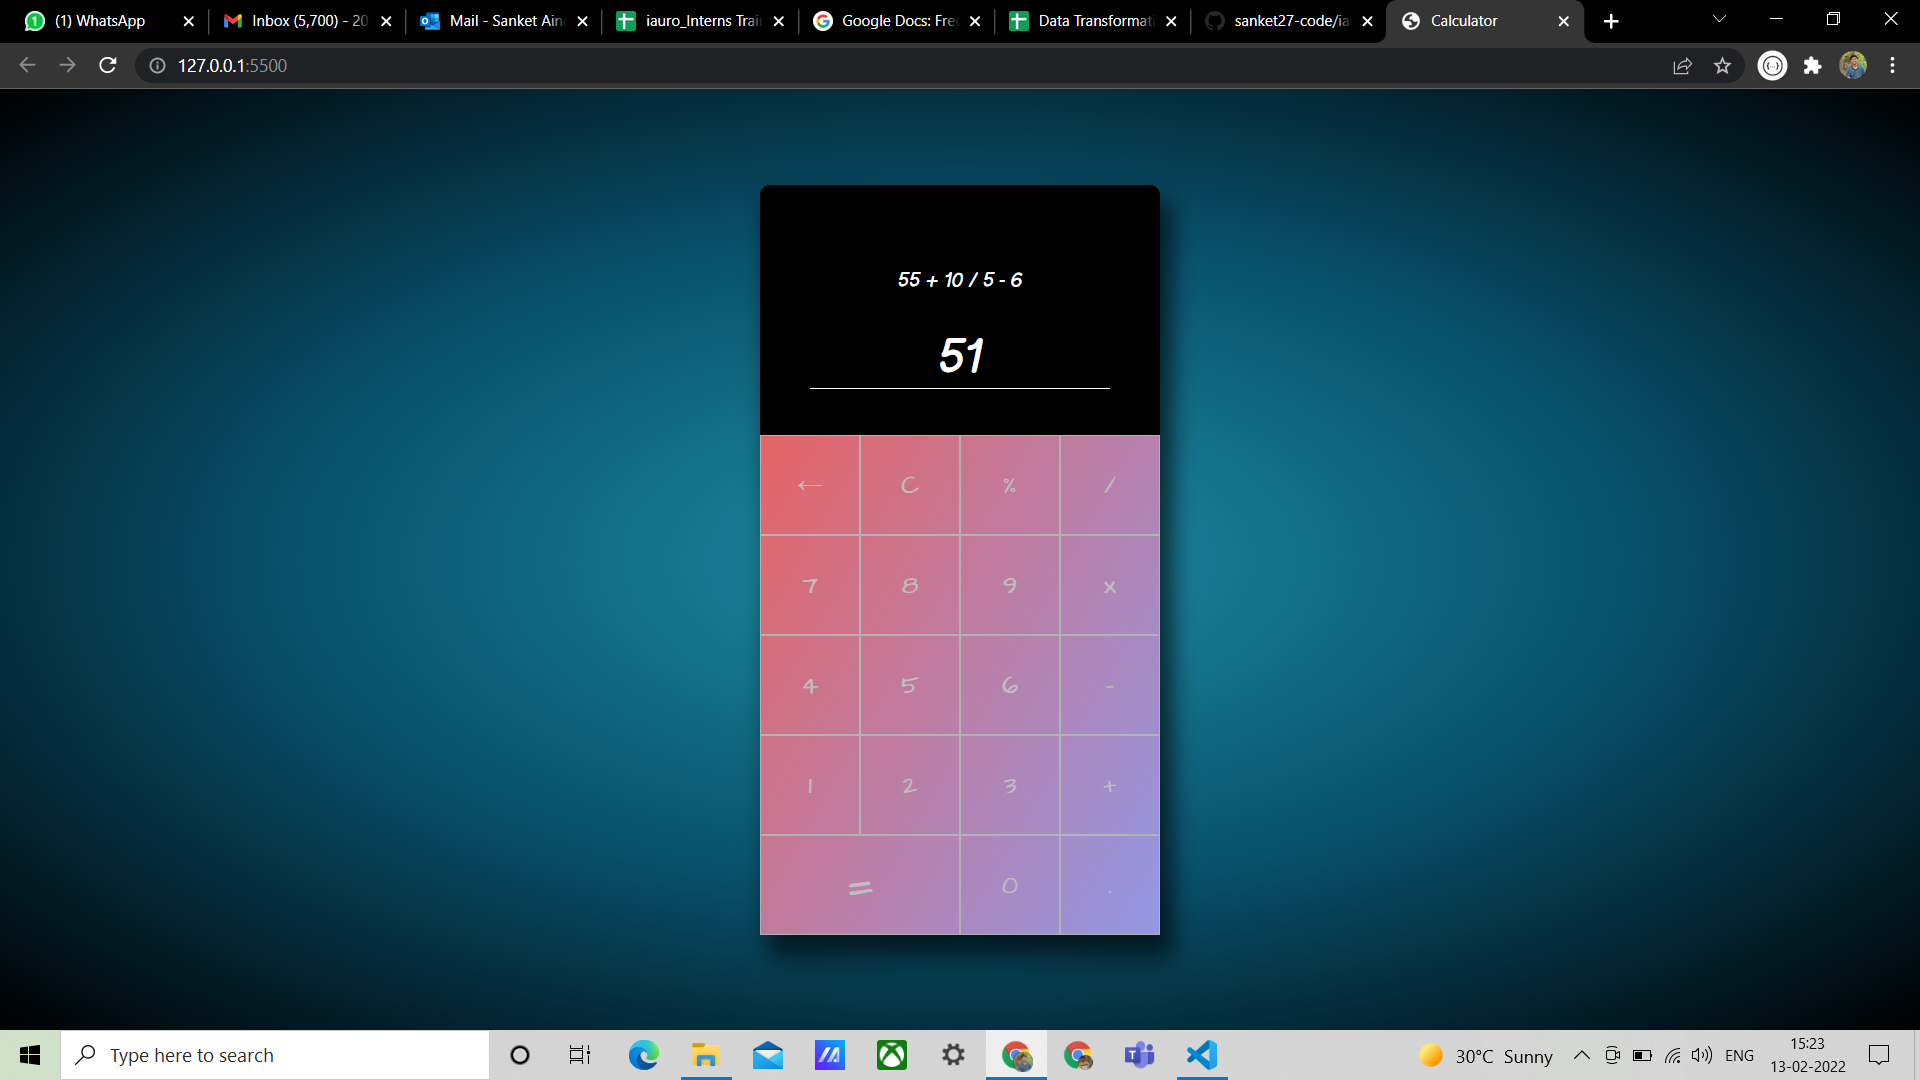 (1) WhatsApp
Inbox (5,700) - 20
Mail - Sanket Ain
iauro_Interns Trai
Google Docs: Fre
Data Transformati
sanket27-code/ia
Calculator
127.0.0.1:5500
55 + 10 / 5 - 6
51
← C % /
7 8 9 x
4 5 6 -
1 2 3 +
= 0 .
Type here to search
30°C Sunny
ENG
15:23
13-02-2022